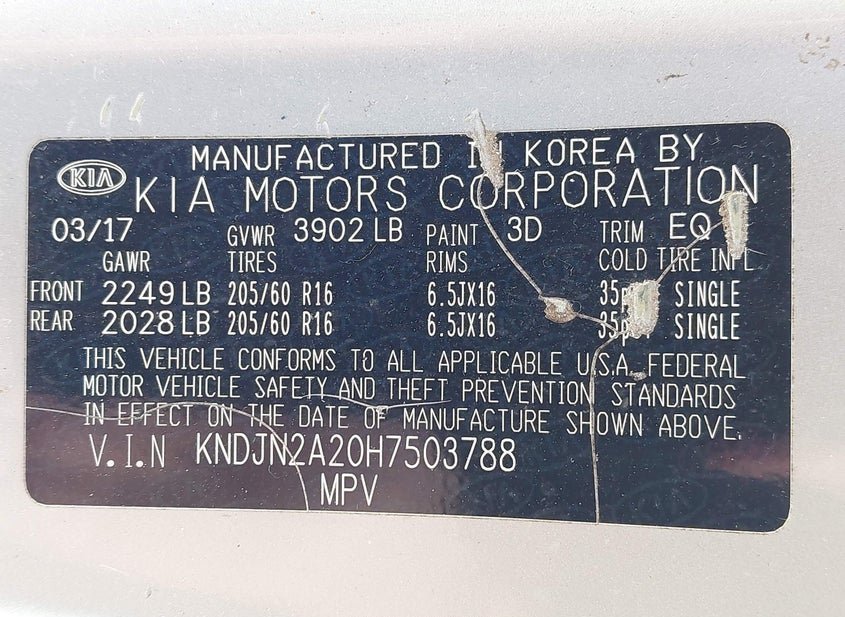 MANUFACTURED IN KOREA BY
KIA KIA MOTORS CORPORATION
03/17 GVWR 3902 LB PAINT 3D TRIM EQ
GAWR TIRES RIMS COLD TIRE INFL
FRONT 2249 LB 205/60 R16 6.5JX16 35psi SINGLE
REAR 2028 LB 205/60 R16 6.5JX16 35psi SINGLE
THIS VEHICLE CONFORMS TO ALL APPLICABLE U.S.A. FEDERAL
MOTOR VEHICLE SAFETY AND THEFT PREVENTION STANDARDS
IN EFFECT ON THE DATE OF MANUFACTURE SHOWN ABOVE.
V.I.N KNDJN2A20H7503788
MPV